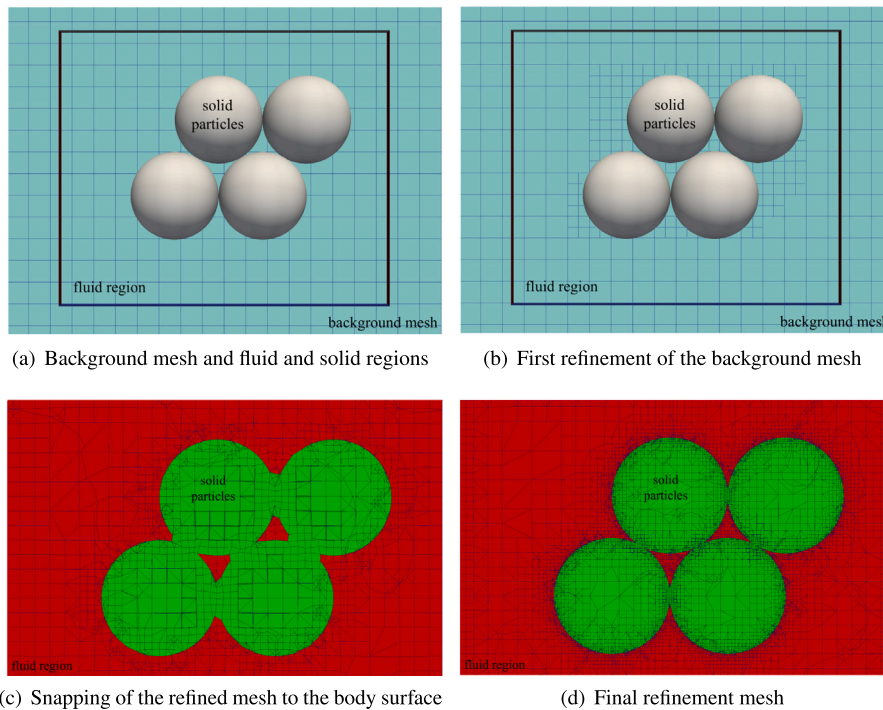 solid
particles
fluid region
background mesh
(a) Background mesh and fluid and solid regions
solid
particles
fluid region
background mesh
(b) First refinement of the background mesh
solid
particles
fluid region
(c) Snapping of the refined mesh to the body surface
solid
particles
fluid region
(d) Final refinement mesh